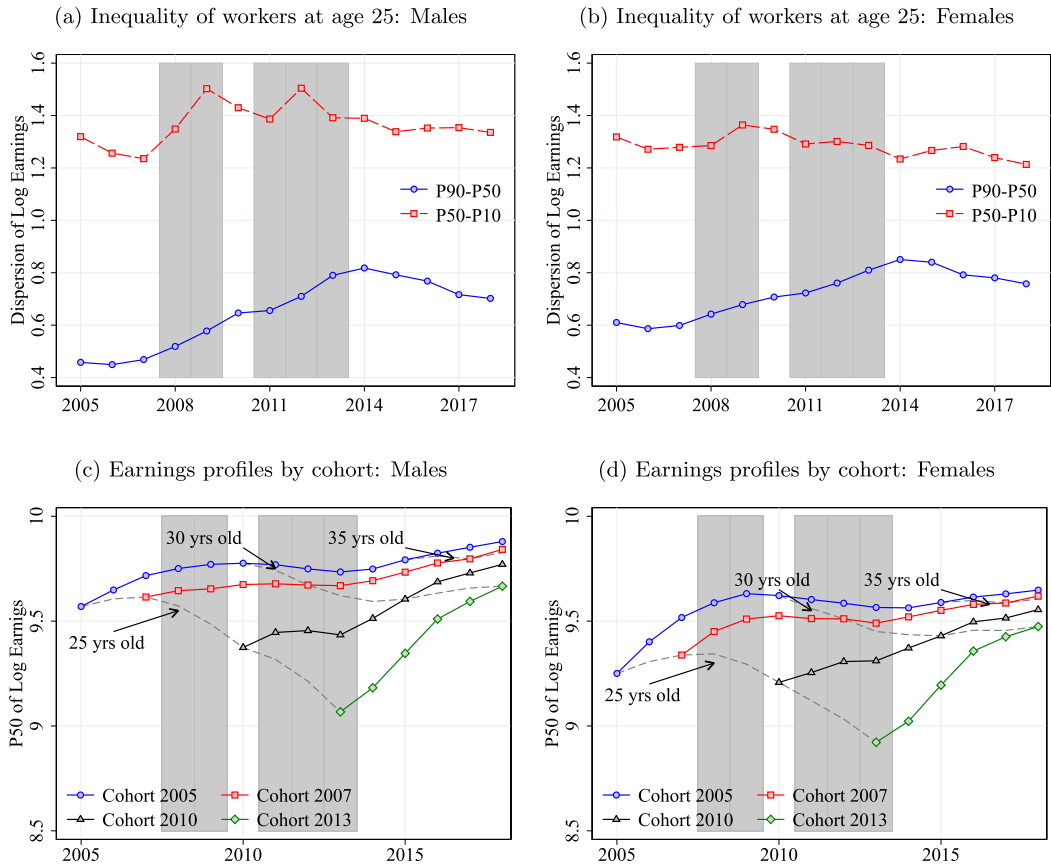 (a) Inequality of workers at age 25: Males
Dispersion of Log Earnings
1.6
1.4
1.2
1.0
0.8
0.6
0.4
P90-P50
P50-P10
2005 2008 2011 2014 2017
(b) Inequality of workers at age 25: Females
Dispersion of Log Earnings
1.6
1.4
1.2
1.0
0.8
0.6
0.4
P90-P50
P50-P10
2005 2008 2011 2014 2017
(c) Earnings profiles by cohort: Males
P50 of Log Earnings
10
9.5
9
8.5
30 yrs old
35 yrs old
25 yrs old
Cohort 2005 Cohort 2007
Cohort 2010 Cohort 2013
2005 2010 2015
(d) Earnings profiles by cohort: Females
P50 of Log Earnings
10
9.5
9
8.5
30 yrs old
35 yrs old
25 yrs old
Cohort 2005 Cohort 2007
Cohort 2010 Cohort 2013
2005 2010 2015